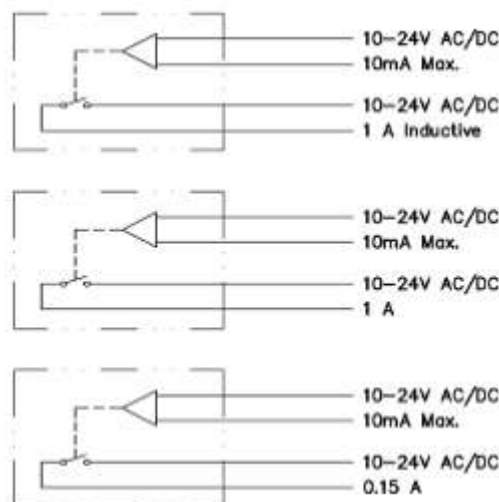 10-24V AC/DC
10mA Max.
10-24V AC/DC
1 A Inductive
10-24V AC/DC
10mA Max.
10-24V AC/DC
1 A
10-24V AC/DC
10mA Max.
10-24V AC/DC
0.15 A